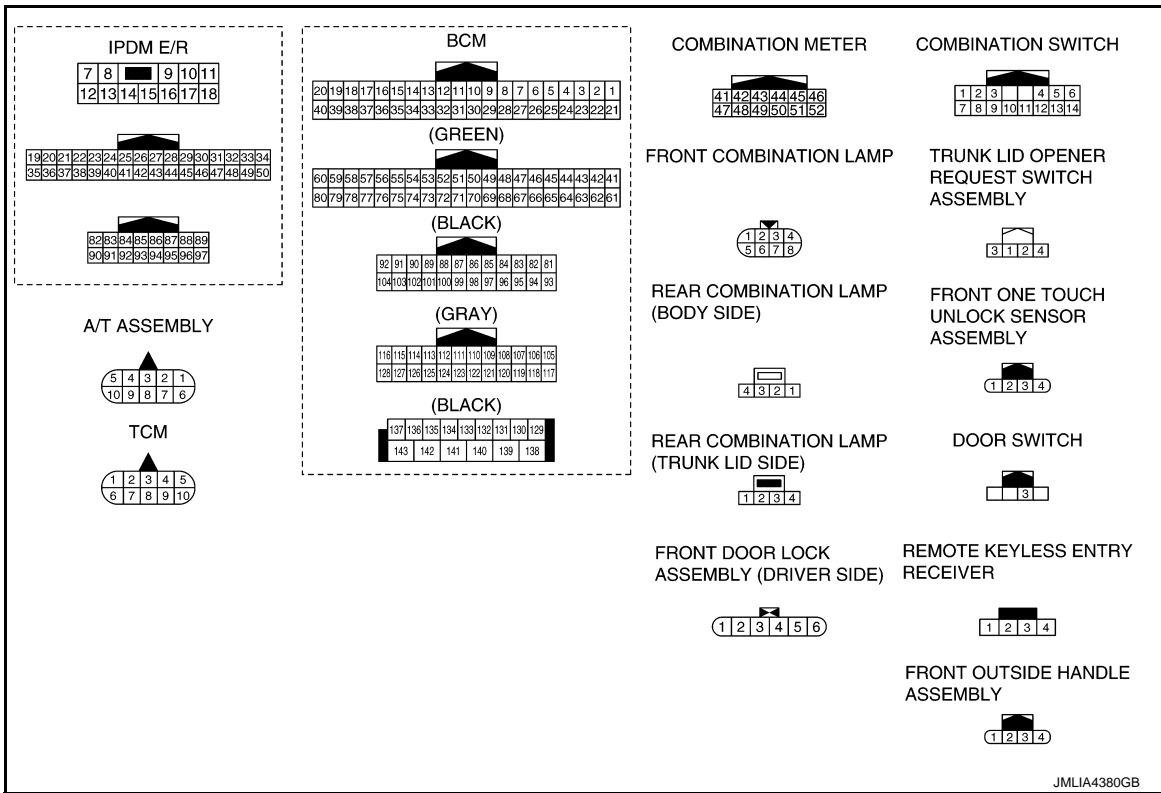 IPDM E/R
7 8 9 10 11
12 13 14 15 16 17 18
19 20 21 22 23 24 25 26 27 28 29 30 31 32 33 34
35 36 37 38 39 40 41 42 43 44 45 46 47 48 49 50
82 83 84 85 86 87 88 89
90 91 92 93 94 95 96 97
A/T ASSEMBLY
5 4 3 2 1
10 9 8 7 6
TCM
1 2 3 4 5
6 7 8 9 10
BCM
20 19 18 17 16 15 14 13 12 11 10 9 8 7 6 5 4 3 2 1
40 39 38 37 36 35 34 33 32 31 30 29 28 27 26 25 24 23 22 21
(GREEN)
60 59 58 57 56 55 54 53 52 51 50 49 48 47 46 45 44 43 42 41
80 79 78 77 76 75 74 73 72 71 70 69 68 67 66 65 64 63 62 61
(BLACK)
92 91 90 89 88 87 86 85 84 83 82 81
104 103 102 101 100 99 98 97 96 95 94 93
(GRAY)
116 115 114 113 112 111 110 109 108 107 106 105
128 127 126 125 124 123 122 121 120 119 118 117
(BLACK)
137 136 135 134 133 132 131 130 129
143 142 141 140 139 138
COMBINATION METER
41 42 43 44 45 46
47 48 49 50 51 52
FRONT COMBINATION LAMP
1 2 3 4
5 6 7 8
REAR COMBINATION LAMP
(BODY SIDE)
4 3 2 1
REAR COMBINATION LAMP
(TRUNK LID SIDE)
1 2 3 4
FRONT DOOR LOCK
ASSEMBLY (DRIVER SIDE)
1 2 3 4 5 6
COMBINATION SWITCH
1 2 3 4 5 6
7 8 9 10 11 12 13 14
TRUNK LID OPENER
REQUEST SWITCH
ASSEMBLY
3 1 2 4
FRONT ONE TOUCH
UNLOCK SENSOR
ASSEMBLY
1 2 3 4
DOOR SWITCH
3
REMOTE KEYLESS ENTRY
RECEIVER
1 2 3 4
FRONT OUTSIDE HANDLE
ASSEMBLY
1 2 3 4
JMLIA4380GB